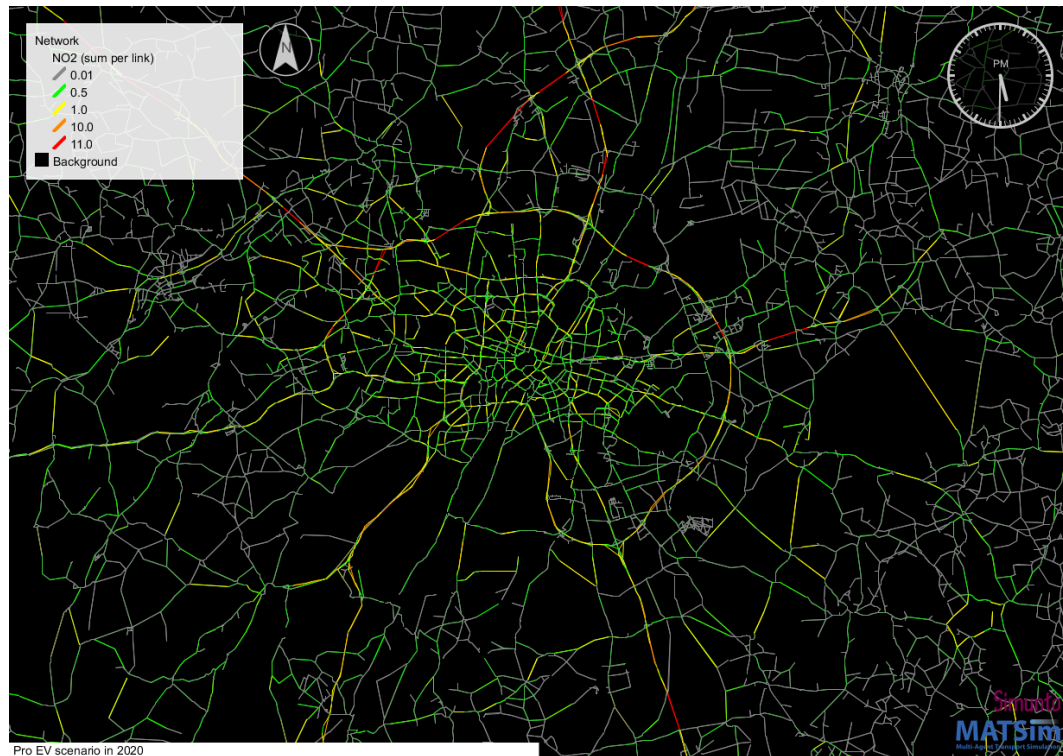 Network
NO2 (sum per link)
0.01
0.5
1.0
10.0
11.0
Background
N
PM
Simunto
MATSim
Multi-Agent Transport Simulation
Pro EV scenario in 2020